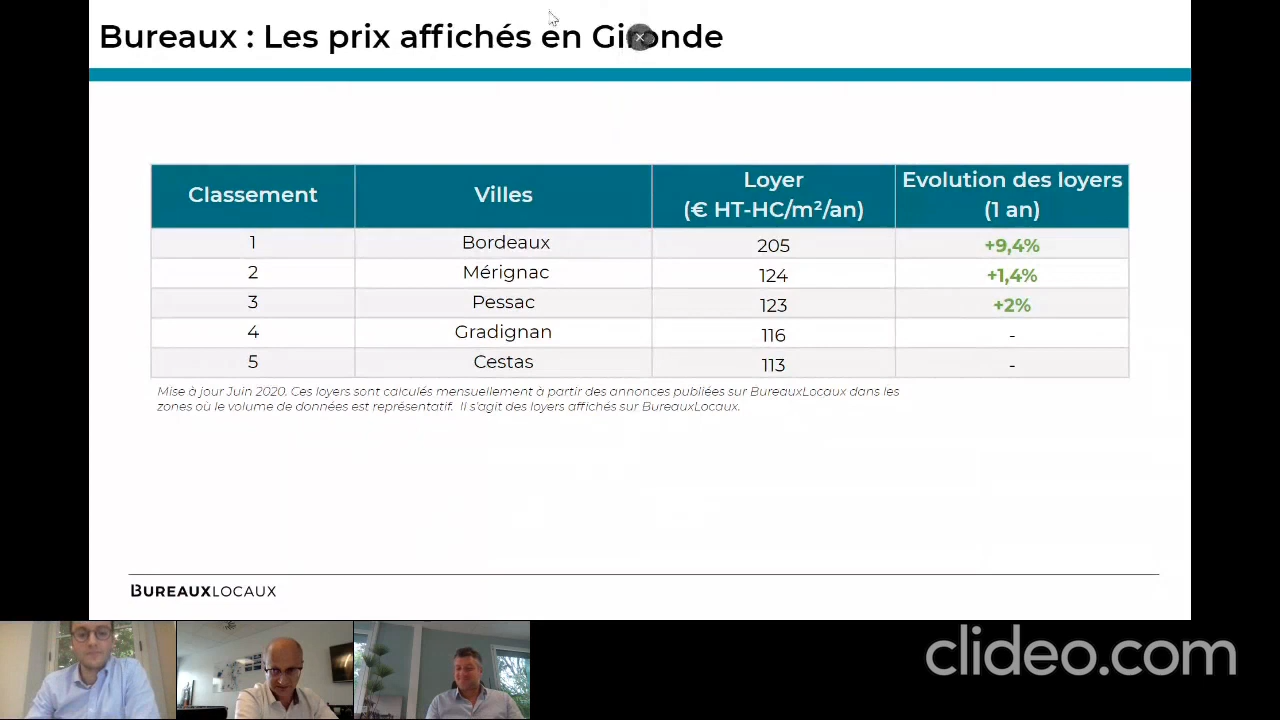 Bureaux : Les prix affichés en Gironde
Classement
Villes
Loyer
(€ HT-HC/m²/an)
Evolution des loyers
(1 an)
1 Bordeaux 205 +9,4%
2 Mérignac 124 +1,4%
3 Pessac 123 +2%
4 Gradignan 116 -
5 Cestas 113 -
Mise à jour Juin 2020. Ces loyers sont calculés mensuellement à partir des annonces publiées sur BureauxLocaux dans les
zones où le volume de données est représentatif. Il s'agit des loyers affichés sur BureauxLocaux.
BUREAUXLOCAUX
clideo.com